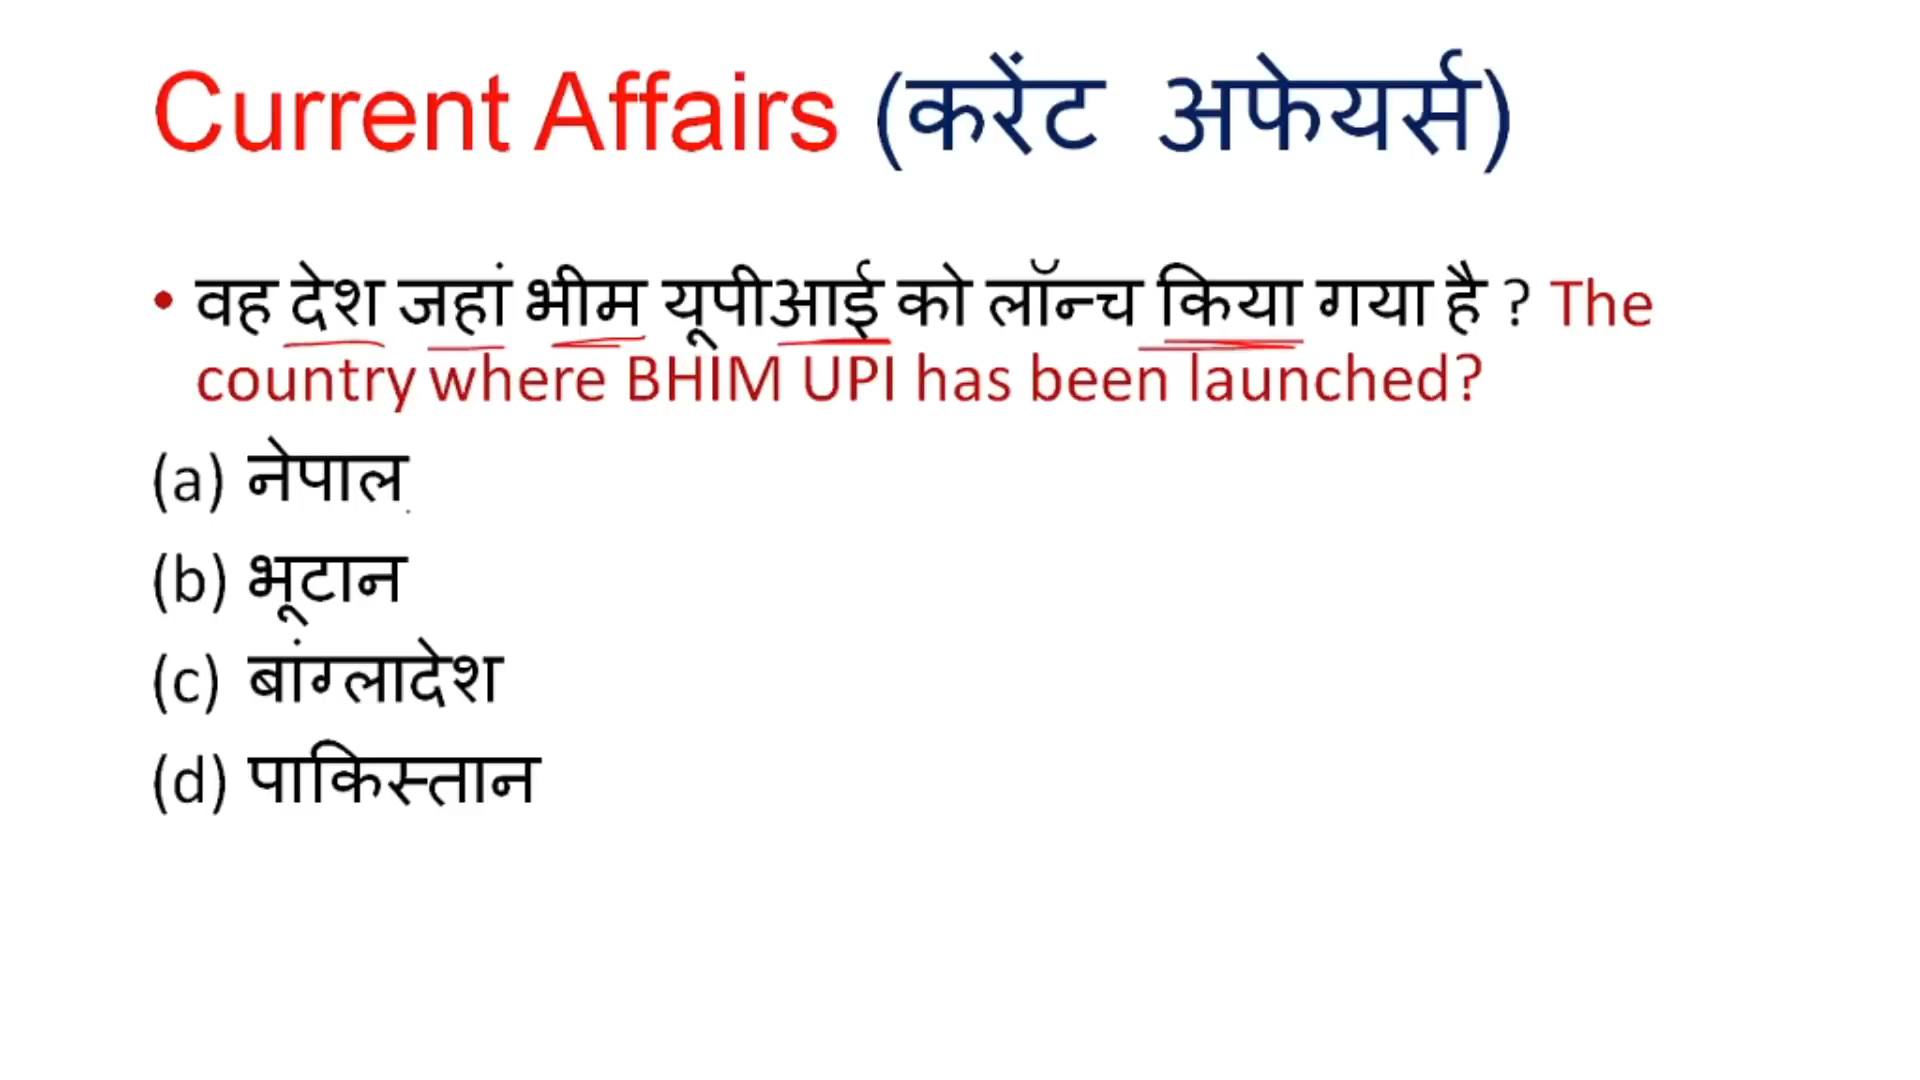 Current Affairs (करेंट अफेयर्स)
• वह देश जहां भीम यूपीआई को लॉन्च किया गया है ? The
country where BHIM UPI has been launched?
(a) नेपाल
(b) भूटान
(c) बांग्लादेश
(d) पाकिस्तान